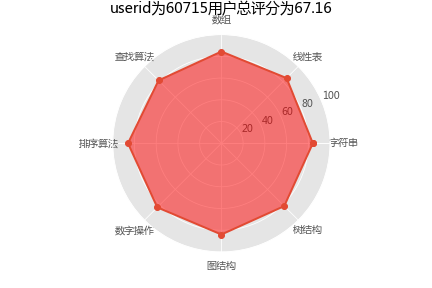 userid为60715用户总评分为67.16
数组
查找算法
线性表
100
80
60
40
20
排序算法
字符串
数字操作
树结构
图结构